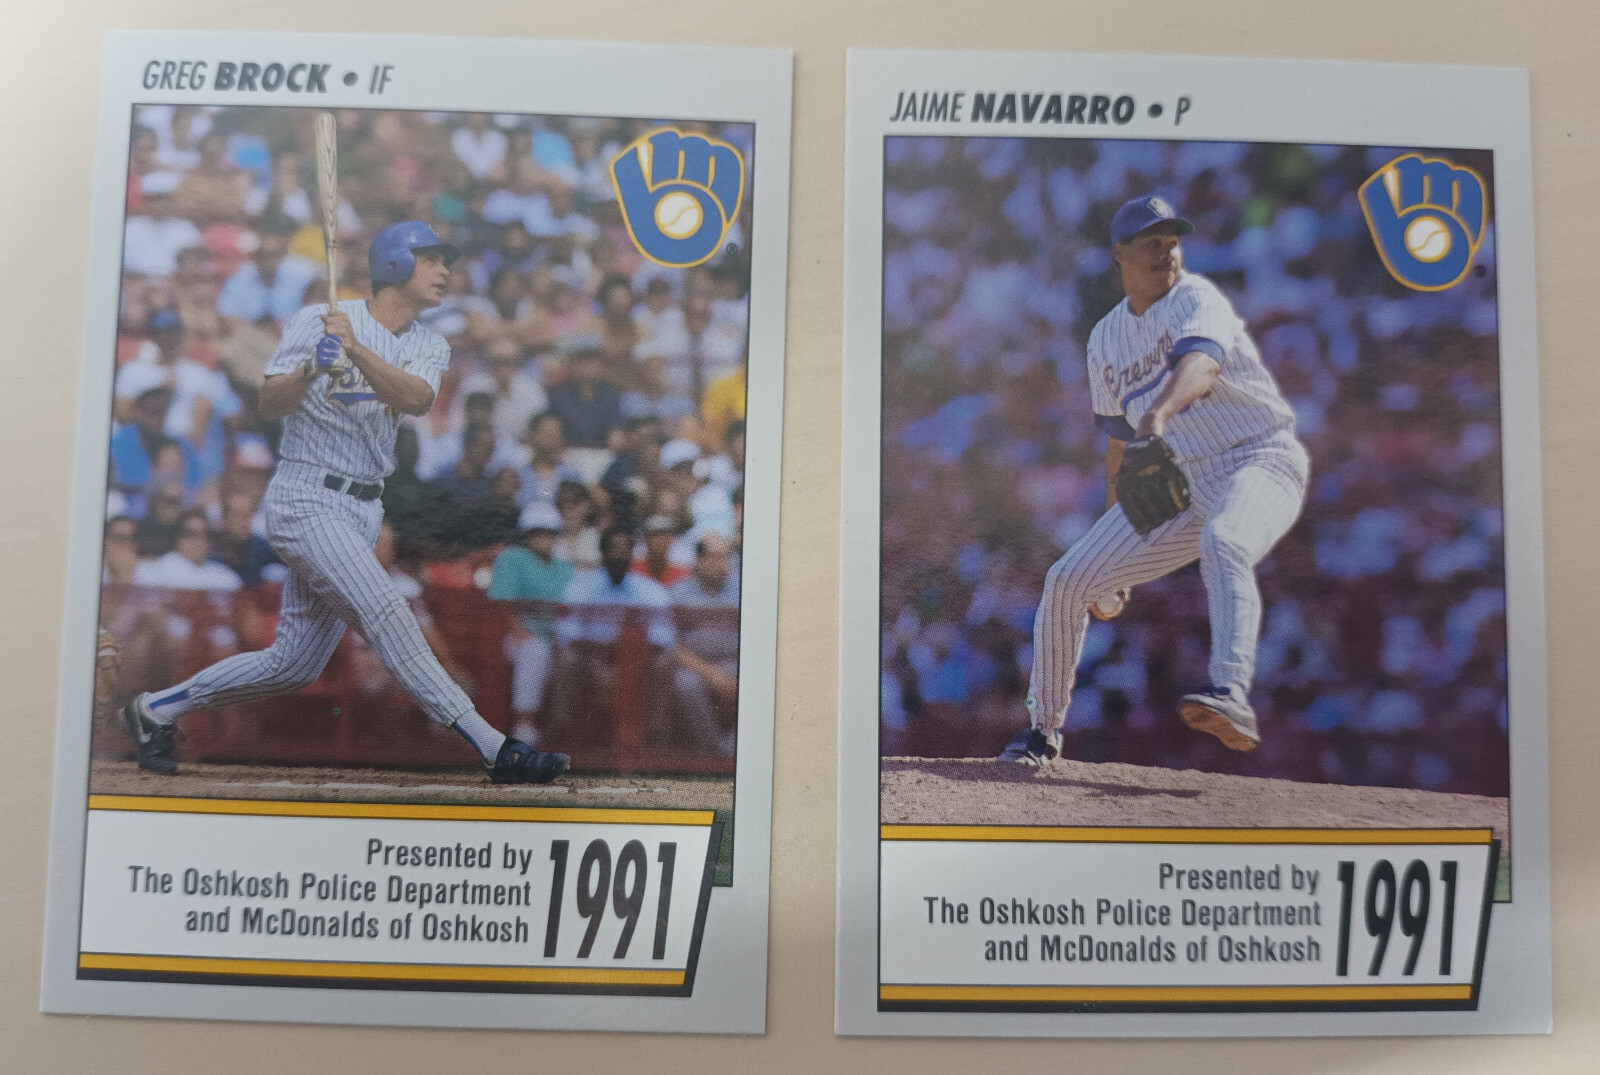 GREG BROCK • IF
Presented by
The Oshkosh Police Department
and McDonalds of Oshkosh
1991
JAIME NAVARRO • P
Brewers
Presented by
The Oshkosh Police Department
and McDonalds of Oshkosh
1991